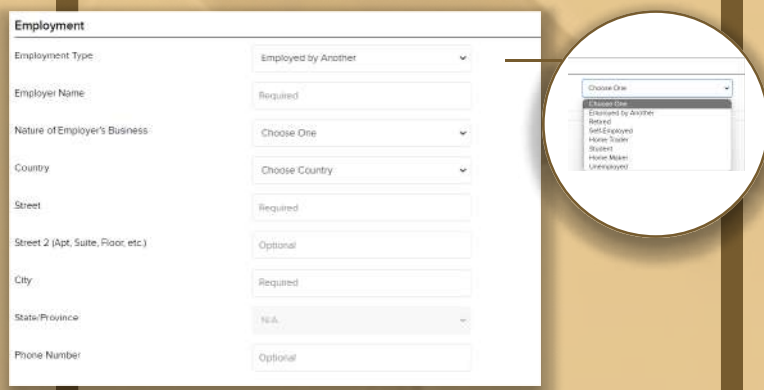 Employment
Employment Type
Employed by Another
Employer Name
Required
Nature of Employer's Business
Choose One
Country
Choose Country
Street
Required
Street 2 (Apt, Suite, Floor, etc.)
Optional
City
Required
State/Province
N/A
Phone Number
Optional
Choose One
Choose One
Employed by Another
Retired
Self-Employed
Home Trader
Student
Home Maker
Unemployed